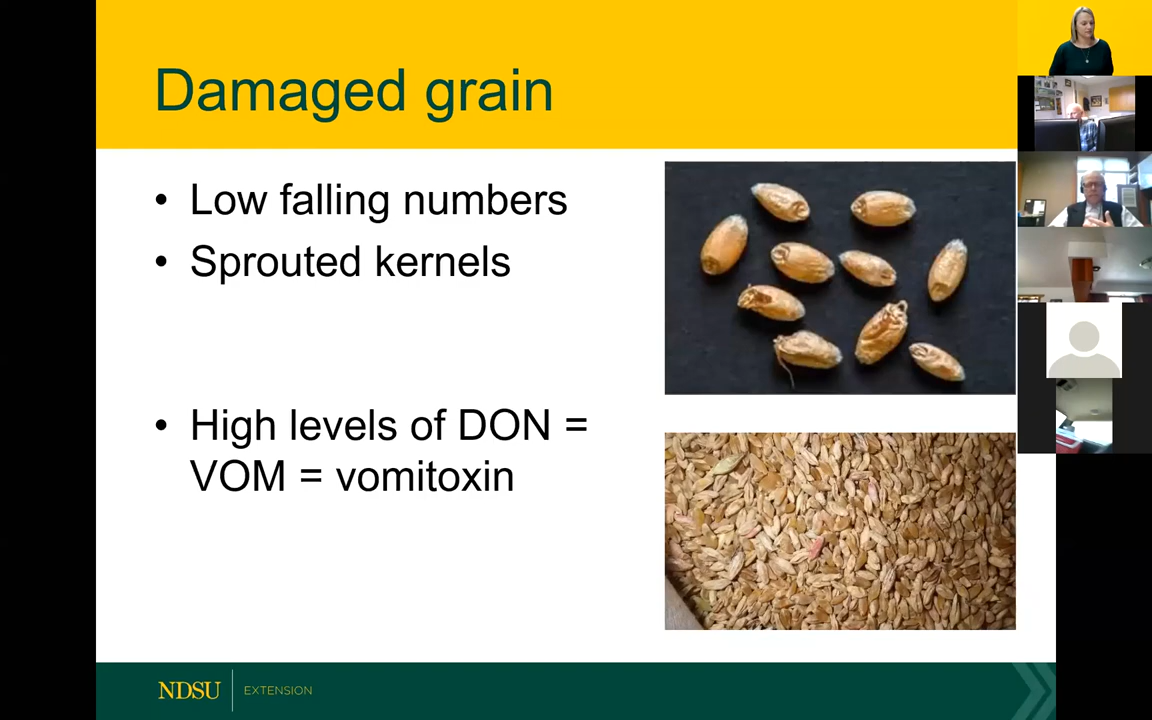 Damaged grain
• Low falling numbers
• Sprouted kernels
• High levels of DON =
VOM = vomitoxin
NDSU EXTENSION